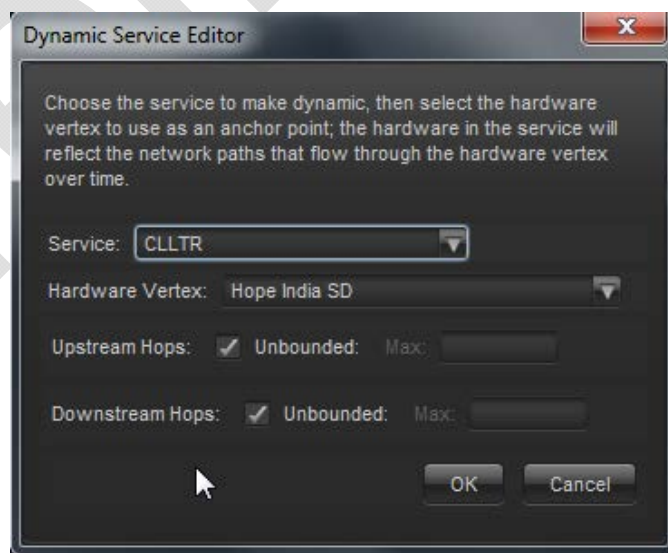 Dynamic Service Editor
Choose the service to make dynamic, then select the hardware
vertex to use as an anchor point; the hardware in the service will
reflect the network paths that flow through the hardware vertex
over time.
Service: CLLTR
Hardware Vertex: Hope India SD
Upstream Hops: Unbounded: Max:
Downstream Hops: Unbounded: Max:
OK Cancel